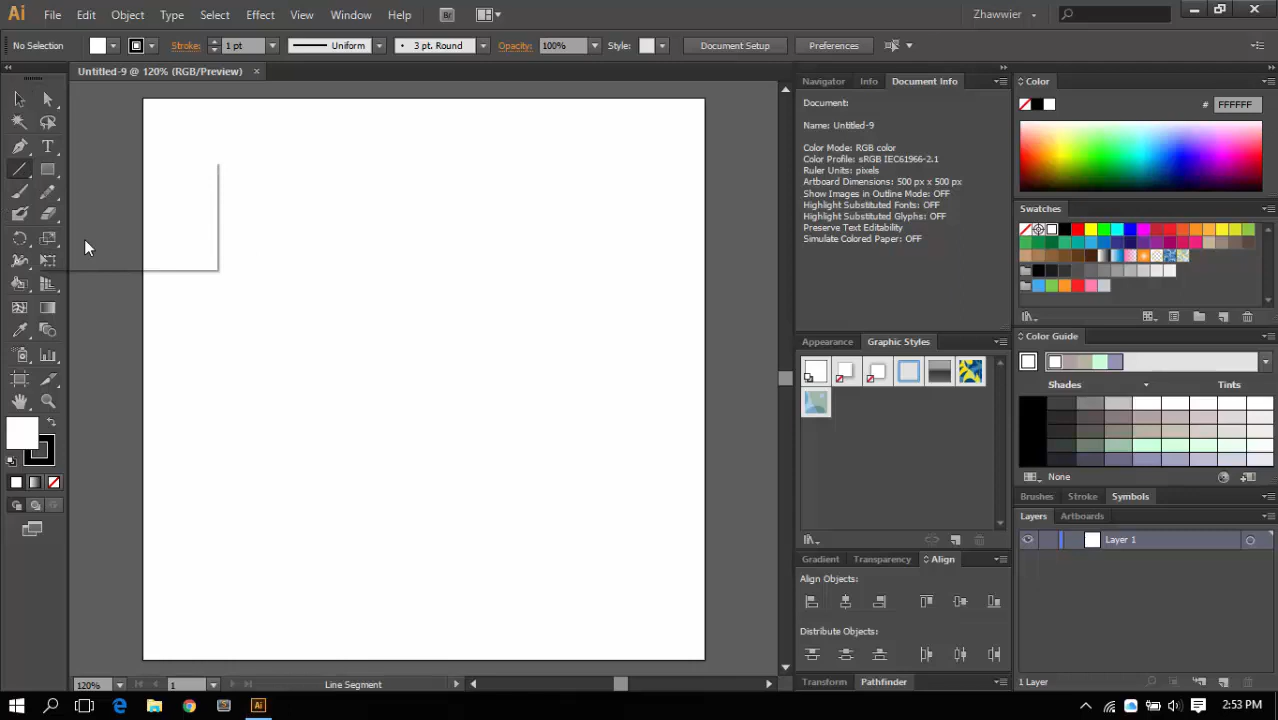 Ai File Edit Object Type Select Effect View Window Help Br Zhawwier
No Selection Stroke: 1 pt Uniform 3 pt. Round Opacity: 100% Style: Document Setup Preferences
Untitled-9 @ 120% (RGB/Preview)
Navigator Info Document Info
Document:
Name: Untitled-9
Color Mode: RGB color
Color Profile: sRGB IEC61966-2.1
Ruler Units: pixels
Artboard Dimensions: 500 px x 500 px
Show Images in Outline Mode: OFF
Highlight Substituted Fonts: OFF
Highlight Substituted Glyphs: OFF
Preserve Text Editability
Simulate Colored Paper: OFF
Color
# FFFFFF
Swatches
Color Guide
Shades Tints
None
Appearance Graphic Styles
Brushes Stroke Symbols
Layers Artboards
Layer 1
1 Layer
Gradient Transparency Align
Align Objects:
Distribute Objects:
Transform Pathfinder
120% 1 Line Segment
Ai 2:53 PM